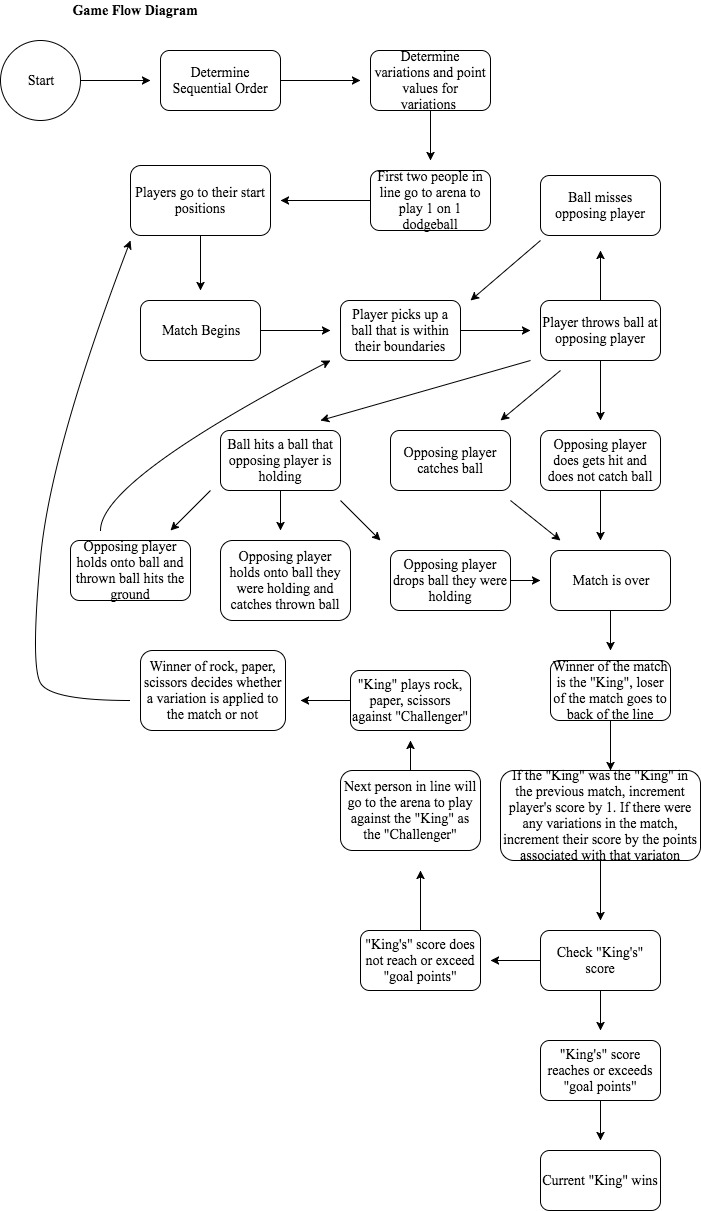 Game Flow Diagram
Start
Determine
Sequential Order
Determine
variations and point
values for
variations
Players go to their start
positions
First two people in
line go to arena to
play 1 on 1
dodgeball
Ball misses
opposing player
Match Begins
Player picks up a
ball that is within
their boundaries
Player throws ball at
opposing player
Ball hits a ball that
opposing player is
holding
Opposing player
catches ball
Opposing player
does gets hit and
does not catch ball
Opposing player
holds onto ball and
thrown ball hits the
ground
Opposing player
holds onto ball they
were holding and
catches thrown ball
Opposing player
drops ball they were
holding
Match is over
Winner of rock, paper,
scissors decides whether
a variation is applied to
the match or not
"King" plays rock,
paper, scissors
against "Challenger"
Winner of the match
is the "King", loser
of the match goes to
back of the line
Next person in line will
go to the arena to play
against the "King" as
the "Challenger"
If the "King" was the "King" in
the previous match, increment
player's score by 1. If there were
any variations in the match,
increment their score by the points
associated with that variaton
"King's" score does
not reach or exceed
"goal points"
Check "King's"
score
"King's" score
reaches or exceeds
"goal points"
Current "King" wins